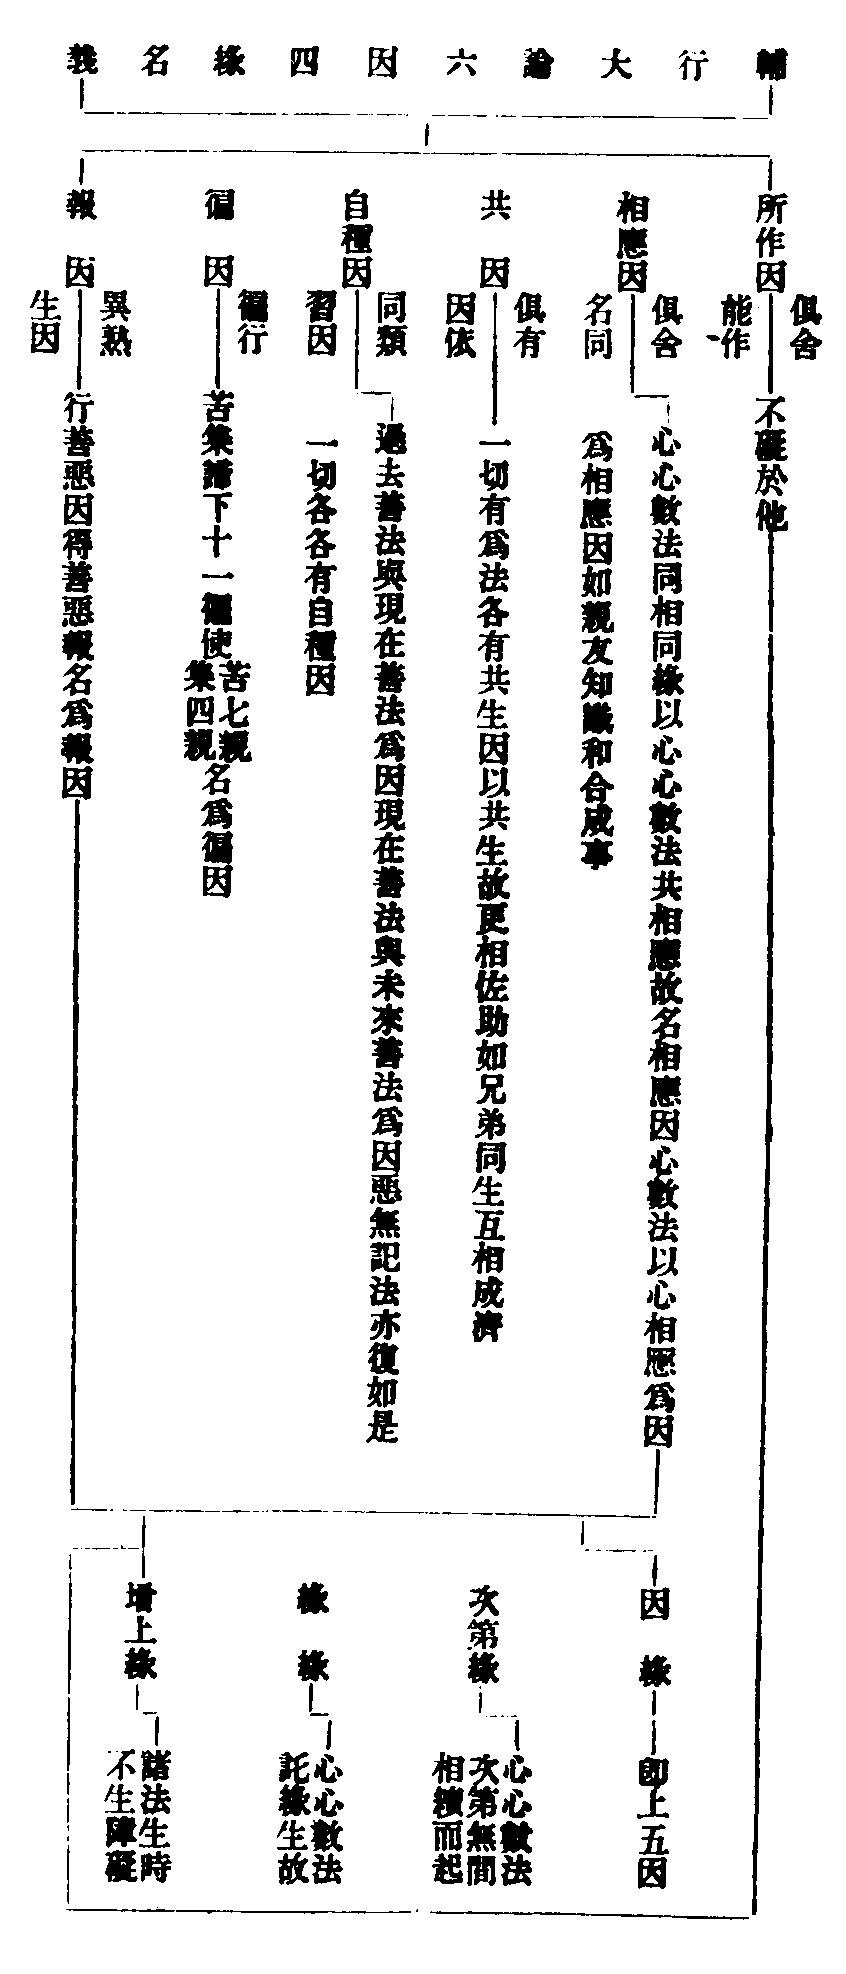 輔行大論六因四緣名義
所作因
俱舍
能作
不礙於他
相應因
俱舍
名同
心心數法同相同緣以心心數法共相應故名相應因心數法以心相應為因
為相應因如親友知識和合成事
共因
俱有
因依
一切有為法各有共生因以共生故更相佐助如兄弟同生互相成濟
自種因
同類
習因
過去善法與現在善法為因現在善法與未來善法為因惡無記法亦復如是
一切各各有自種因
徧因
徧行
苦集諦下十一徧使
苦七親
集四親
名為徧因
報因
異熟
生因
行善惡因得善惡報名為報因
因緣
即上五因
次第緣
心心數法
次第無間
相續而起
緣緣
心心數法
託緣生故
增上緣
諸法生時
不生障礙